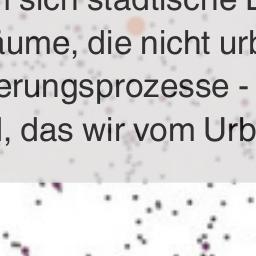 n sich städtische
äume, die nicht urb
erungsprozesse -
l, das wir vom Urb